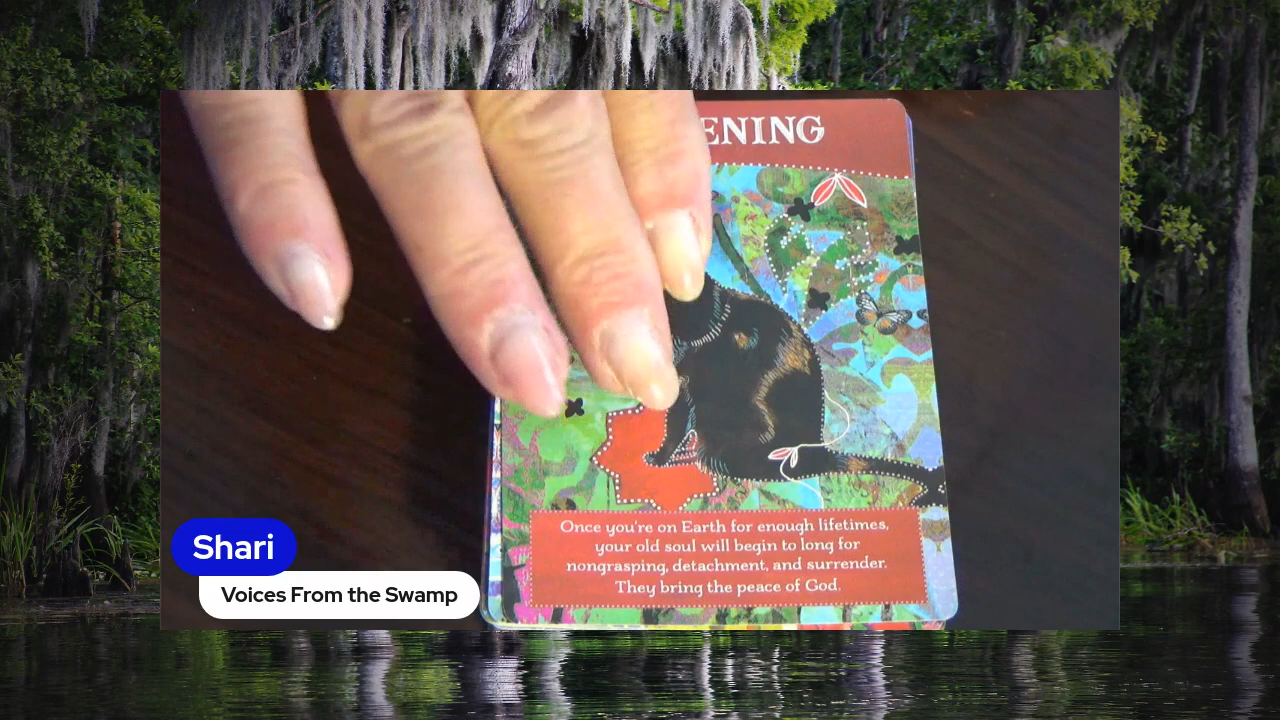 ENING
Once you're on Earth for enough lifetimes,
your old soul will begin to long for
nongrasping, detachment, and surrender.
They bring the peace of God.
Shari
Voices From the Swamp